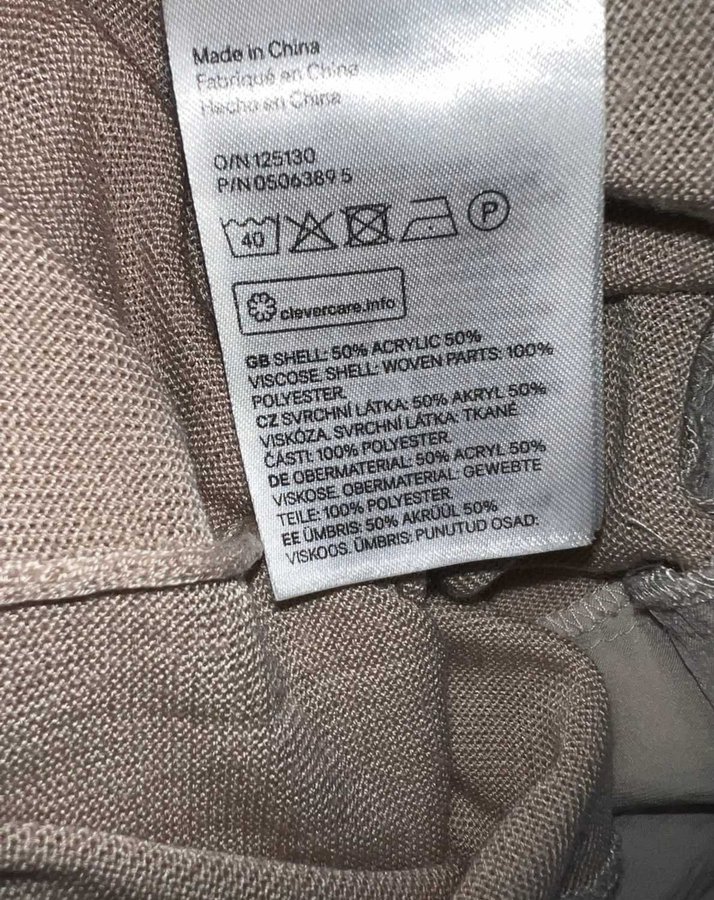 Made in China
Fabriqué en Chine
Hecho en China
O/N 125130
P/N 0506389 5
40
P
clevercare.info
GB SHELL: 50% ACRYLIC 50%
VISCOSE. SHELL: WOVEN PARTS: 100%
POLYESTER
CZ SVRCHNÍ LÁTKA: 50% AKRYL 50%
VISKÓZA. SVRCHNÍ LÁTKA: TKANÉ
ČÁSTI: 100% POLYESTER
DE OBERMATERIAL: 50% ACRYL 50%
VISKOSE. OBERMATERIAL: GEWEBTE
TEILE: 100% POLYESTER
EE ÜMBRIS: 50% AKRÜÜL 50%
VISKOOS. ÜMBRIS: PUNUTUD OSAD: